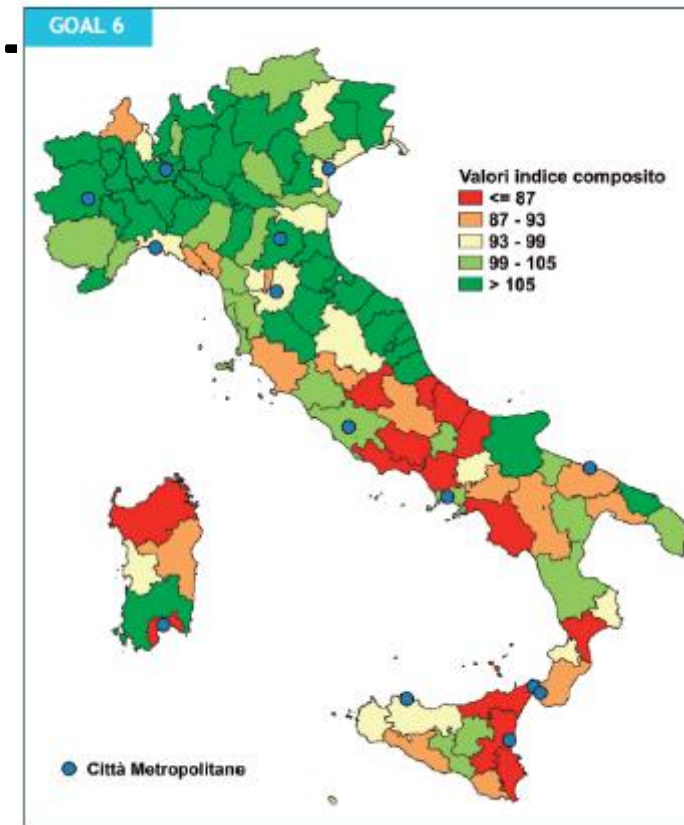 GOAL 6
Valori indice composito
<= 87
87 - 93
93 - 99
99 - 105
> 105
Città Metropolitane